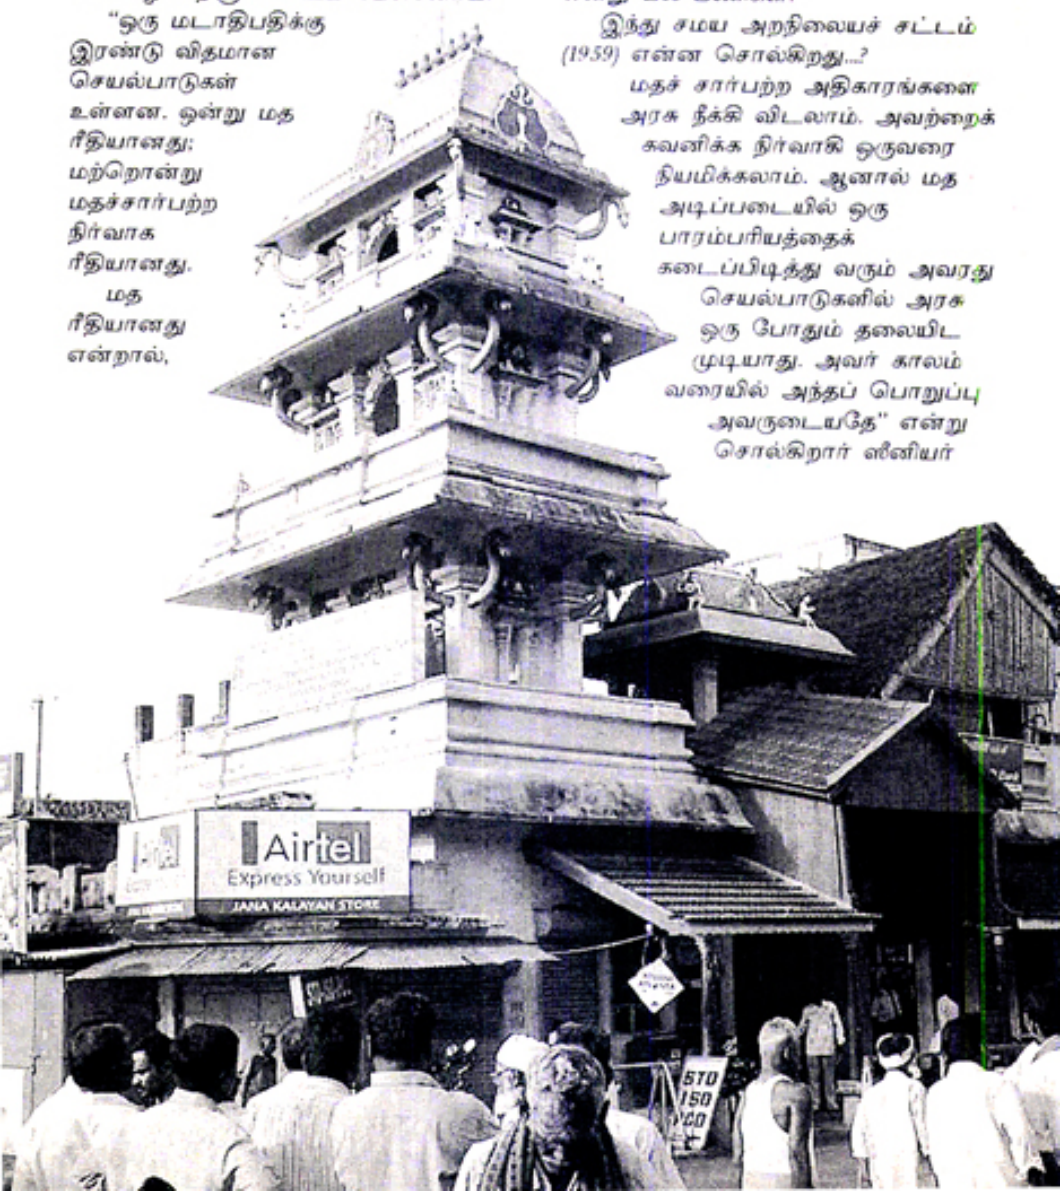 “ஒரு மடாதிபதிக்கு
இரண்டு விதமான
செயல்பாடுகள்
உள்ளன. ஒன்று மத
ரீதியானது;
மற்றொன்று
மதச்சார்பற்ற
நிர்வாக
ரீதியானது.
மத
ரீதியானது
என்றால்,
இந்து சமய அறநிலையச் சட்டம்
(1959) என்ன சொல்கிறது...?
மதச் சார்பற்ற அதிகாரங்களை
அரசு நீக்கி விடலாம். அவற்றைக்
கவனிக்க நிர்வாகி ஒருவரை
நியமிக்கலாம். ஆனால் மத
அடிப்படையில் ஒரு
பாரம்பரியத்தைக்
கடைப்பிடித்து வரும் அவரது
செயல்பாடுகளில் அரசு
ஒரு போதும் தலையிட
முடியாது. அவர் காலம்
வரையில் அந்தப் பொறுப்பு
அவருடையதே” என்று
சொல்கிறார் ஸீனியர்
Airtel
Express Yourself
JANA KALAYAN STORE
STD
ISD
PCO